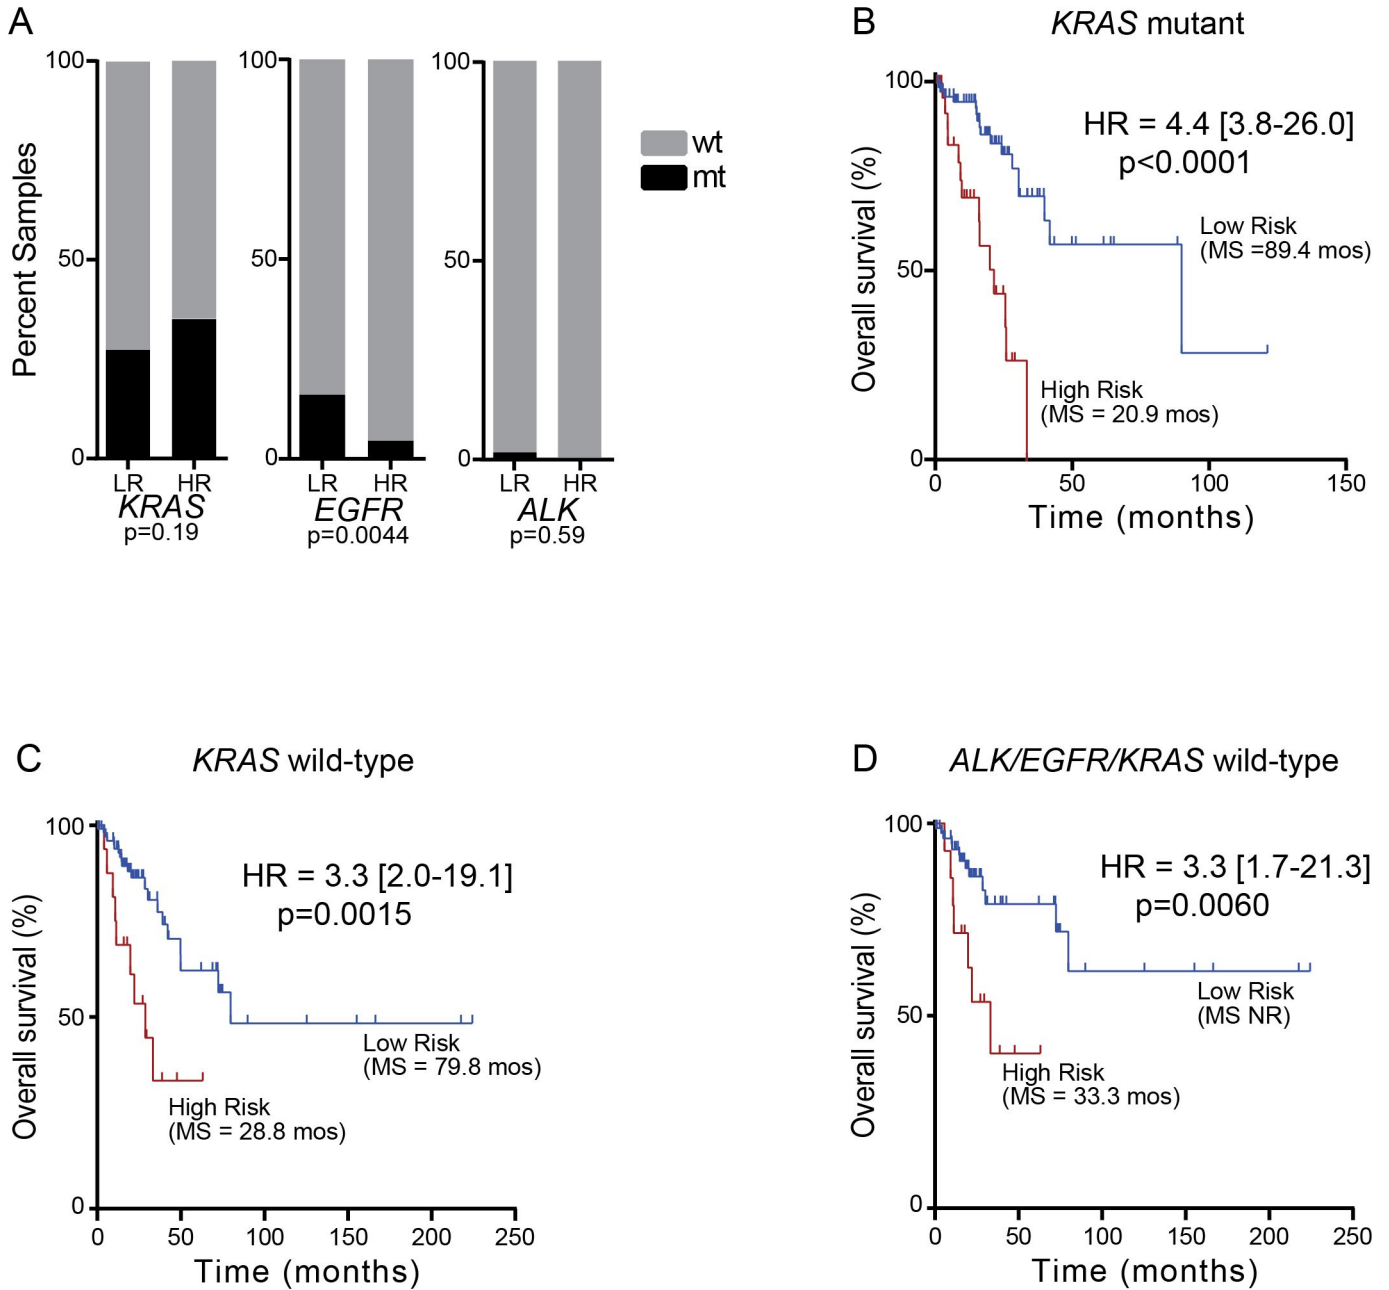 A
Percent Samples
100
50
0
LR HR
KRAS
p=0.19
100
50
0
LR HR
EGFR
p=0.0044
100
50
0
LR HR
ALK
p=0.59
wt
mt
B
KRAS mutant
Overall survival (%)
100
50
0
HR = 4.4 [3.8-26.0]
p<0.0001
Low Risk
(MS =89.4 mos)
High Risk
(MS = 20.9 mos)
0 50 100 150
Time (months)
C
KRAS wild-type
Overall survival (%)
100
50
0
HR = 3.3 [2.0-19.1]
p=0.0015
Low Risk
(MS = 79.8 mos)
High Risk
(MS = 28.8 mos)
0 50 100 150 200 250
Time (months)
D
ALK/EGFR/KRAS wild-type
Overall survival (%)
100
50
0
HR = 3.3 [1.7-21.3]
p=0.0060
Low Risk
(MS NR)
High Risk
(MS = 33.3 mos)
0 50 100 150 200 250
Time (months)